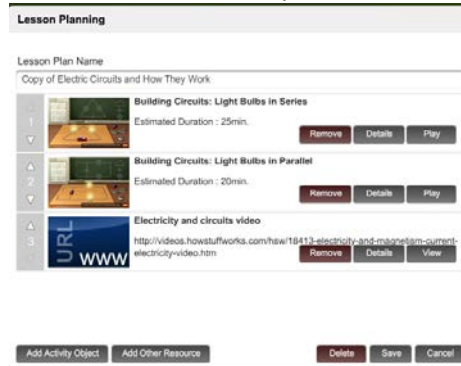 Lesson Planning
Lesson Plan Name
Copy of Electric Circuits and How They Work
1
Building Circuits: Light Bulbs in Series
Estimated Duration : 25min.
Remove Details Play
2
Building Circuits: Light Bulbs in Parallel
Estimated Duration : 20min.
Remove Details Play
3
URL
WWW
Electricity and circuits video
http://videos.howstuffworks.com/hsw/18413-electricity-and-magnetism-current-
electricity-video.htm
Remove Details View
Add Activity Object Add Other Resource Delete Save Cancel